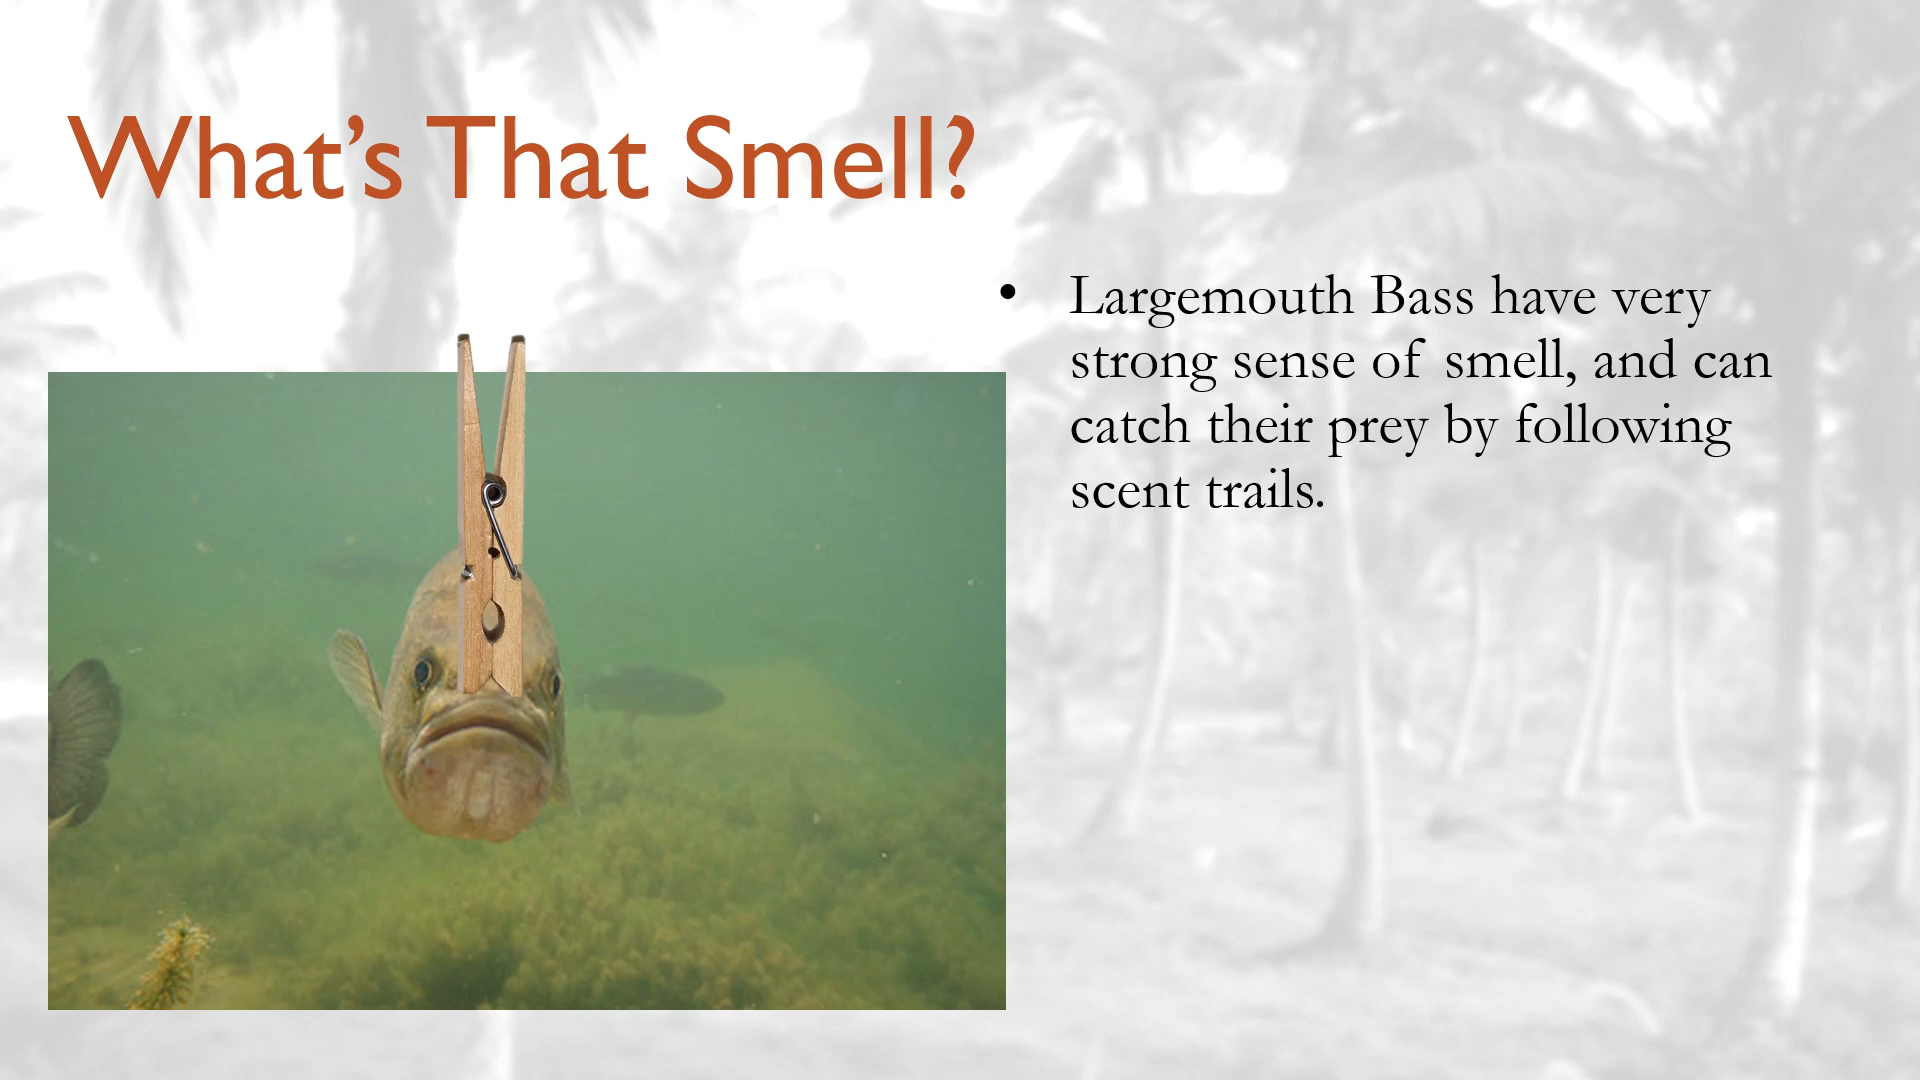 What’s That Smell?
• Largemouth Bass have very
strong sense of smell, and can
catch their prey by following
scent trails.